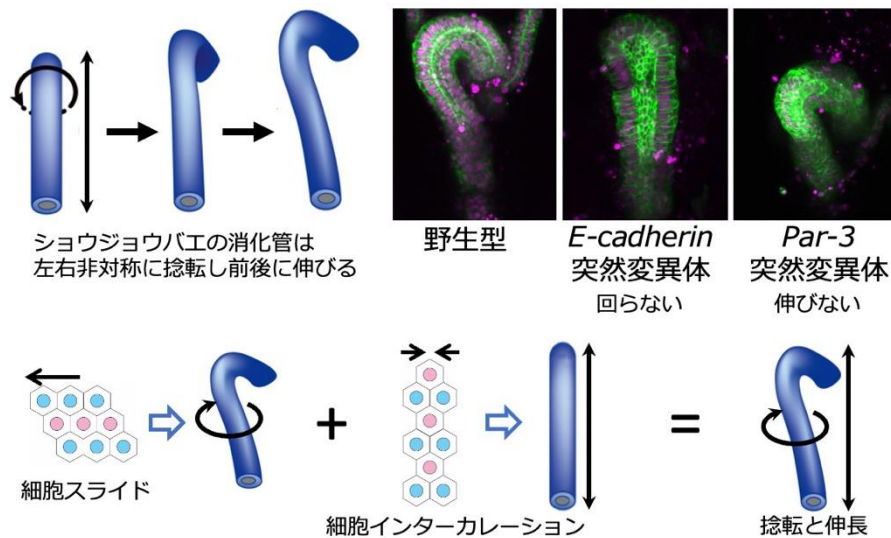 ショウジョウバエの消化管は
左右非対称に捻転し前後に伸びる
野生型
E-cadherin
突然変異体
回らない
Par-3
突然変異体
伸びない
細胞スライド
+
細胞インターカレーション
=
捻転と伸長